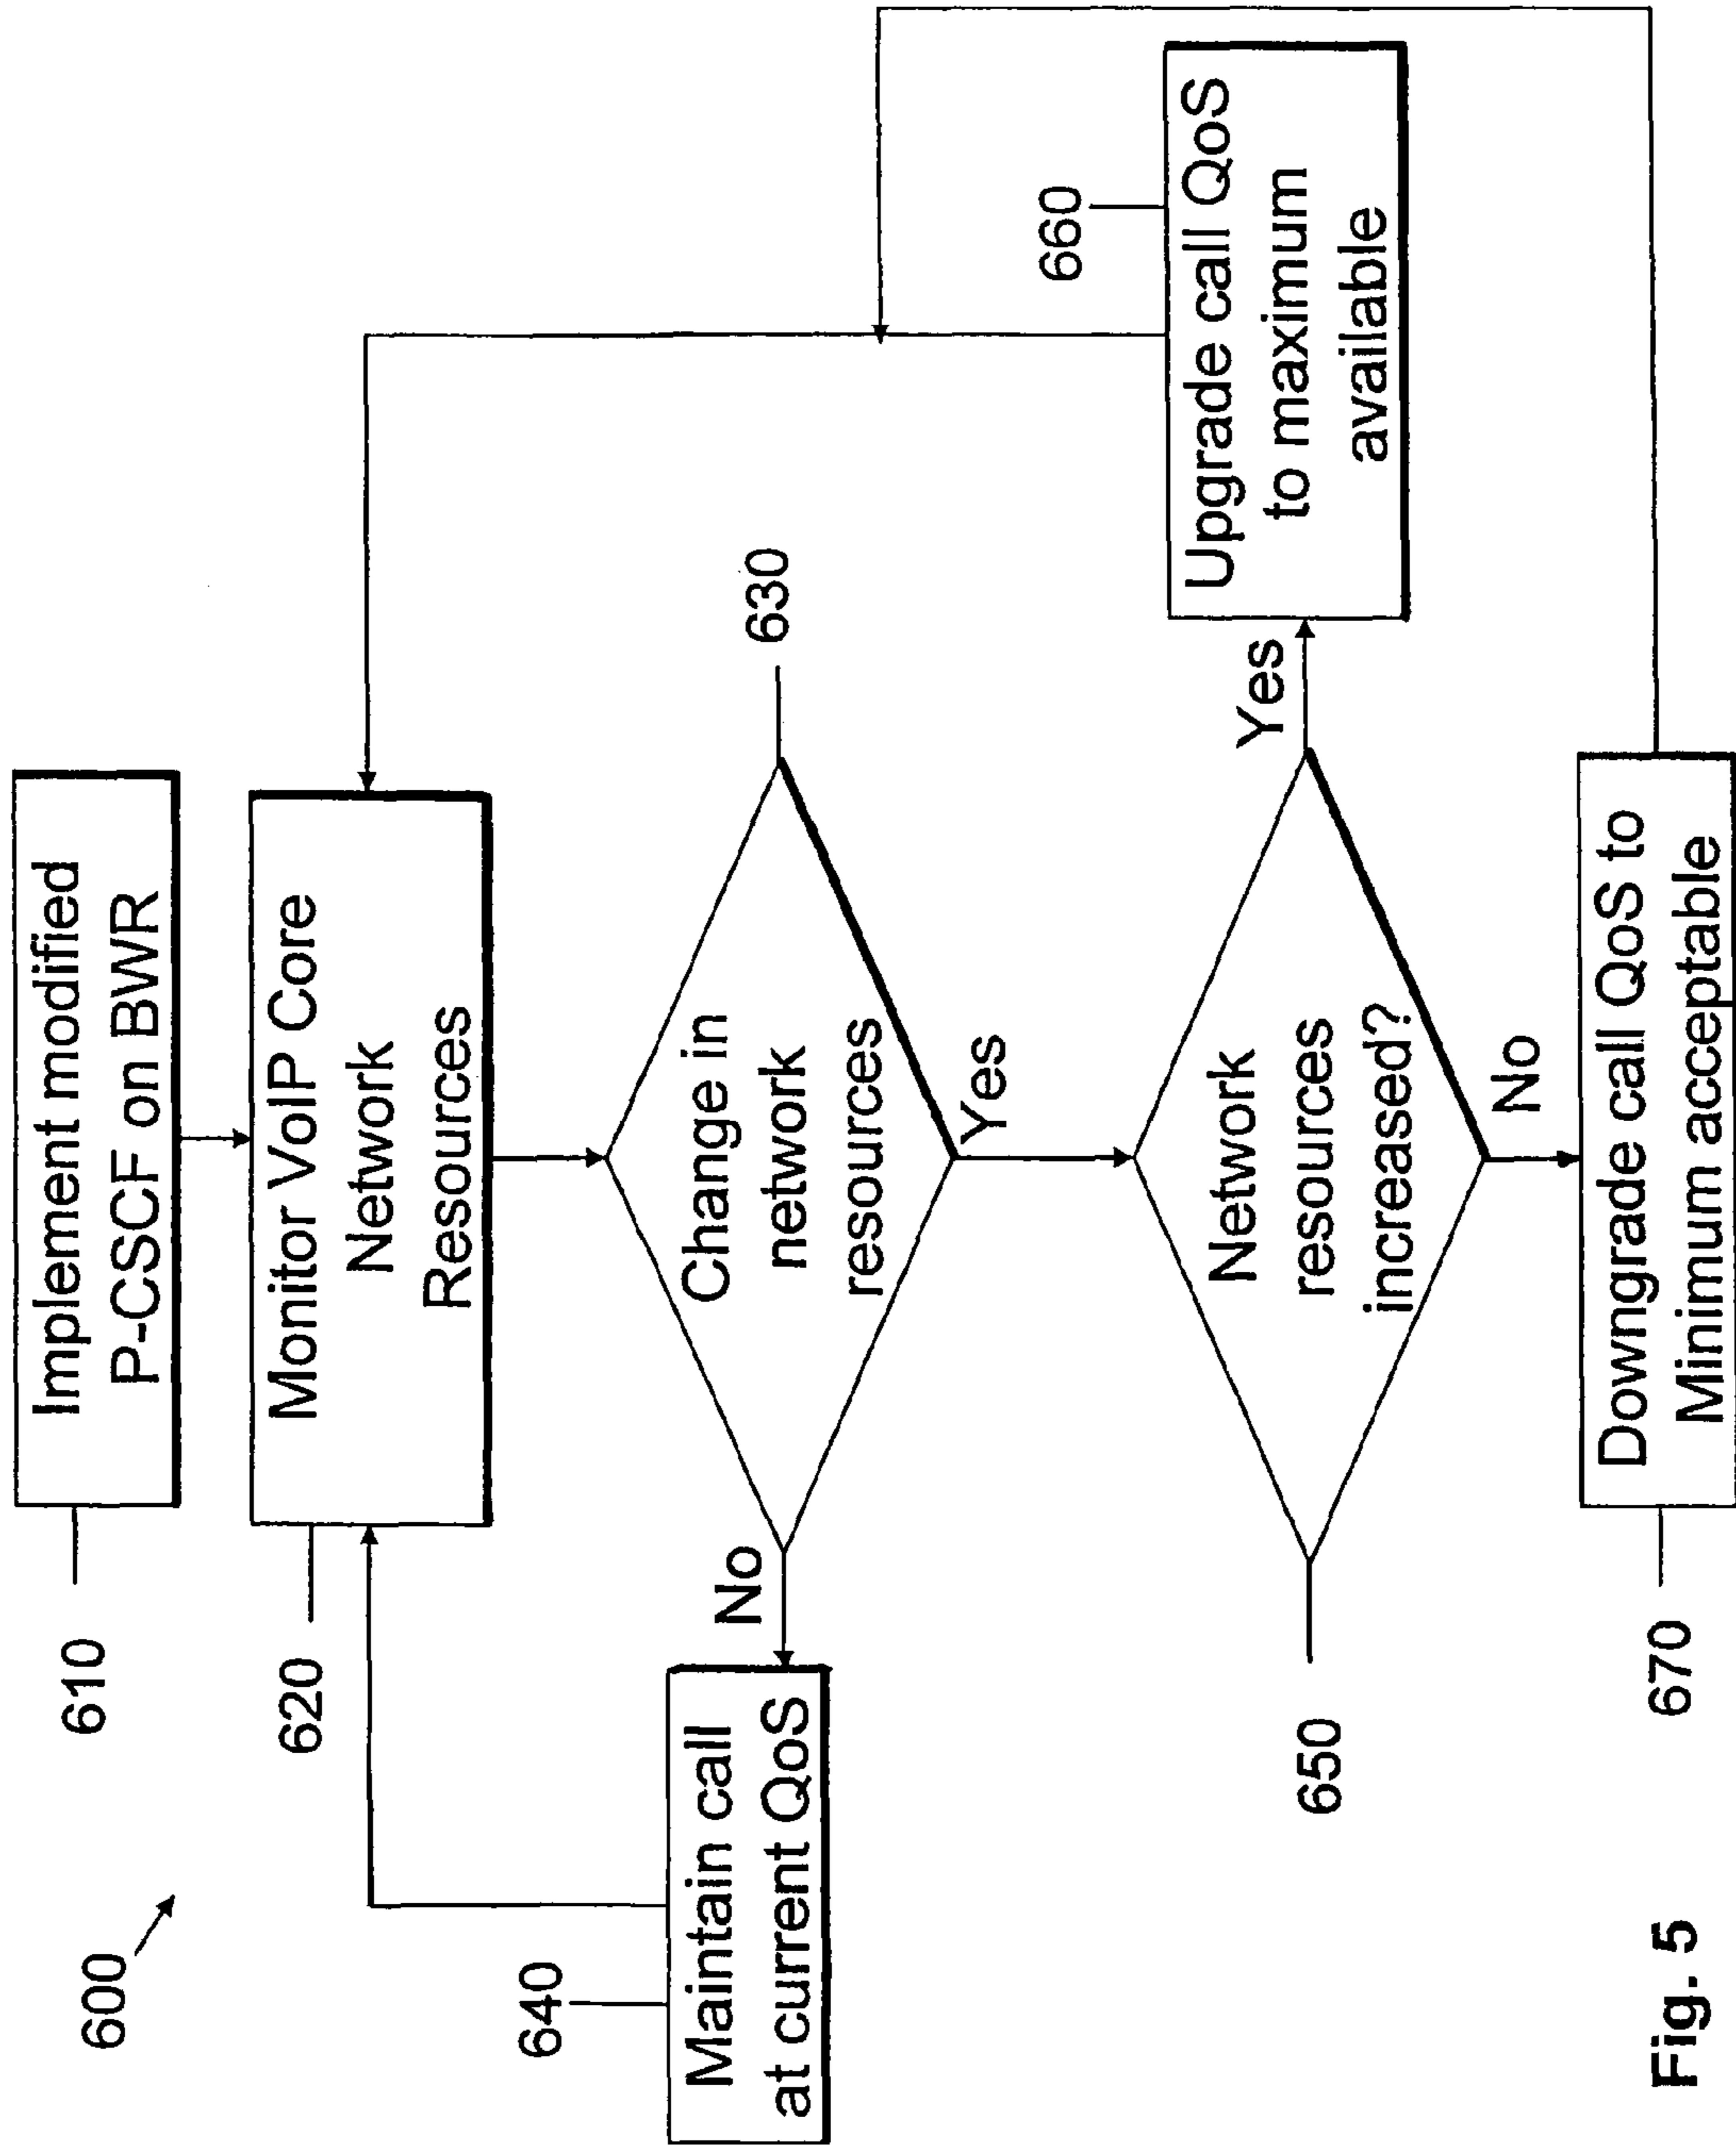 600
610
Implement modified
P-CSCF on BWR
620
Monitor VoIP Core
Network
Resources
630
Change in
network
resources
No
Yes
640
Maintain call
at current QoS
650
Network
resources
increased?
Yes
No
660
Upgrade call QoS
to maximum
available
670
Downgrade call QoS to
Minimum acceptable
Fig. 5